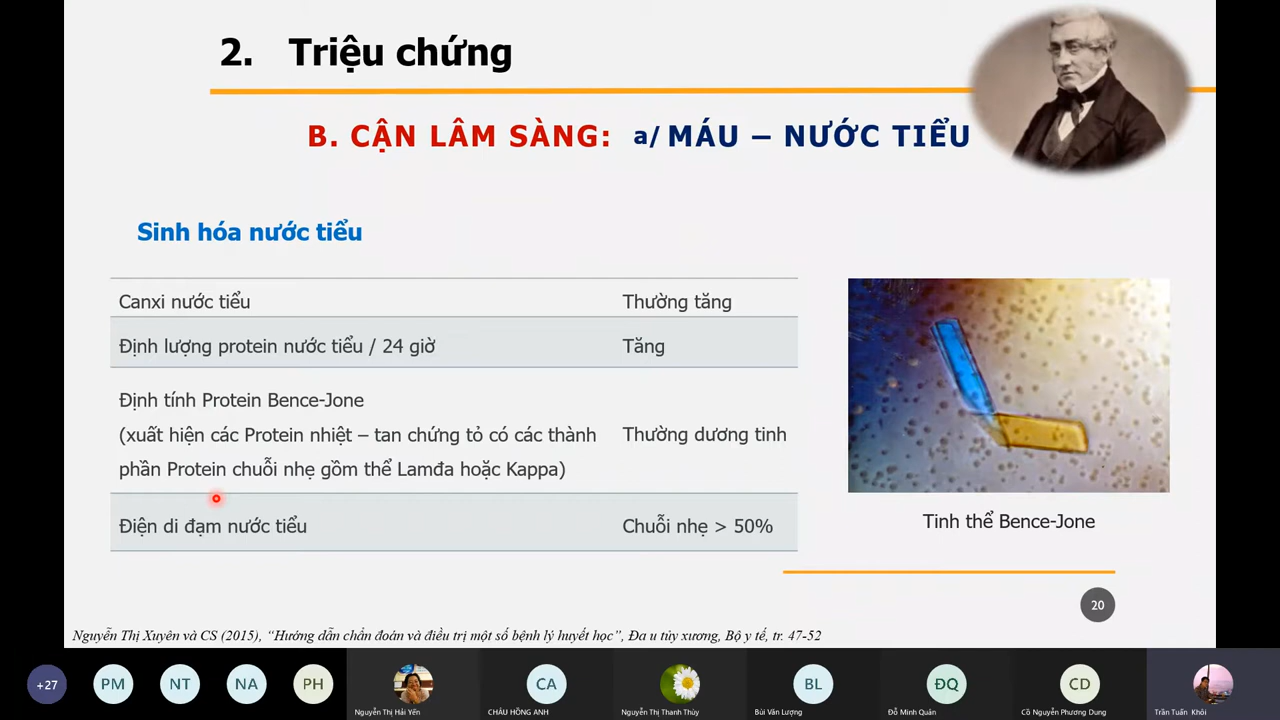 2. Triệu chứng
B. CẬN LÂM SÀNG: a/ MÁU – NƯỚC TIỂU
Sinh hóa nước tiểu
Canxi nước tiểu Thường tăng
Định lượng protein nước tiểu / 24 giờ Tăng
Định tính Protein Bence-Jone
(xuất hiện các Protein nhiệt – tan chứng tỏ có các thành
phần Protein chuỗi nhẹ gồm thể Lamđa hoặc Kappa)
Thường dương tinh
Điện di đạm nước tiểu Chuỗi nhẹ > 50%
Tinh thể Bence-Jone
20
Nguyễn Thị Xuyên và CS (2015), “Hướng dẫn chẩn đoán và điều trị một số bệnh lý huyết học”, Đa u tủy xương, Bộ y tế, tr. 47-52
+27 PM NT NA PH CA BL ĐQ CD
Nguyễn Thị Hải Yến CHÂU HỒNG ANH Nguyễn Thị Thanh Thủy Bùi Văn Lượng Đỗ Minh Quân Cô Nguyễn Phương Dung Trần Tuấn Khôi